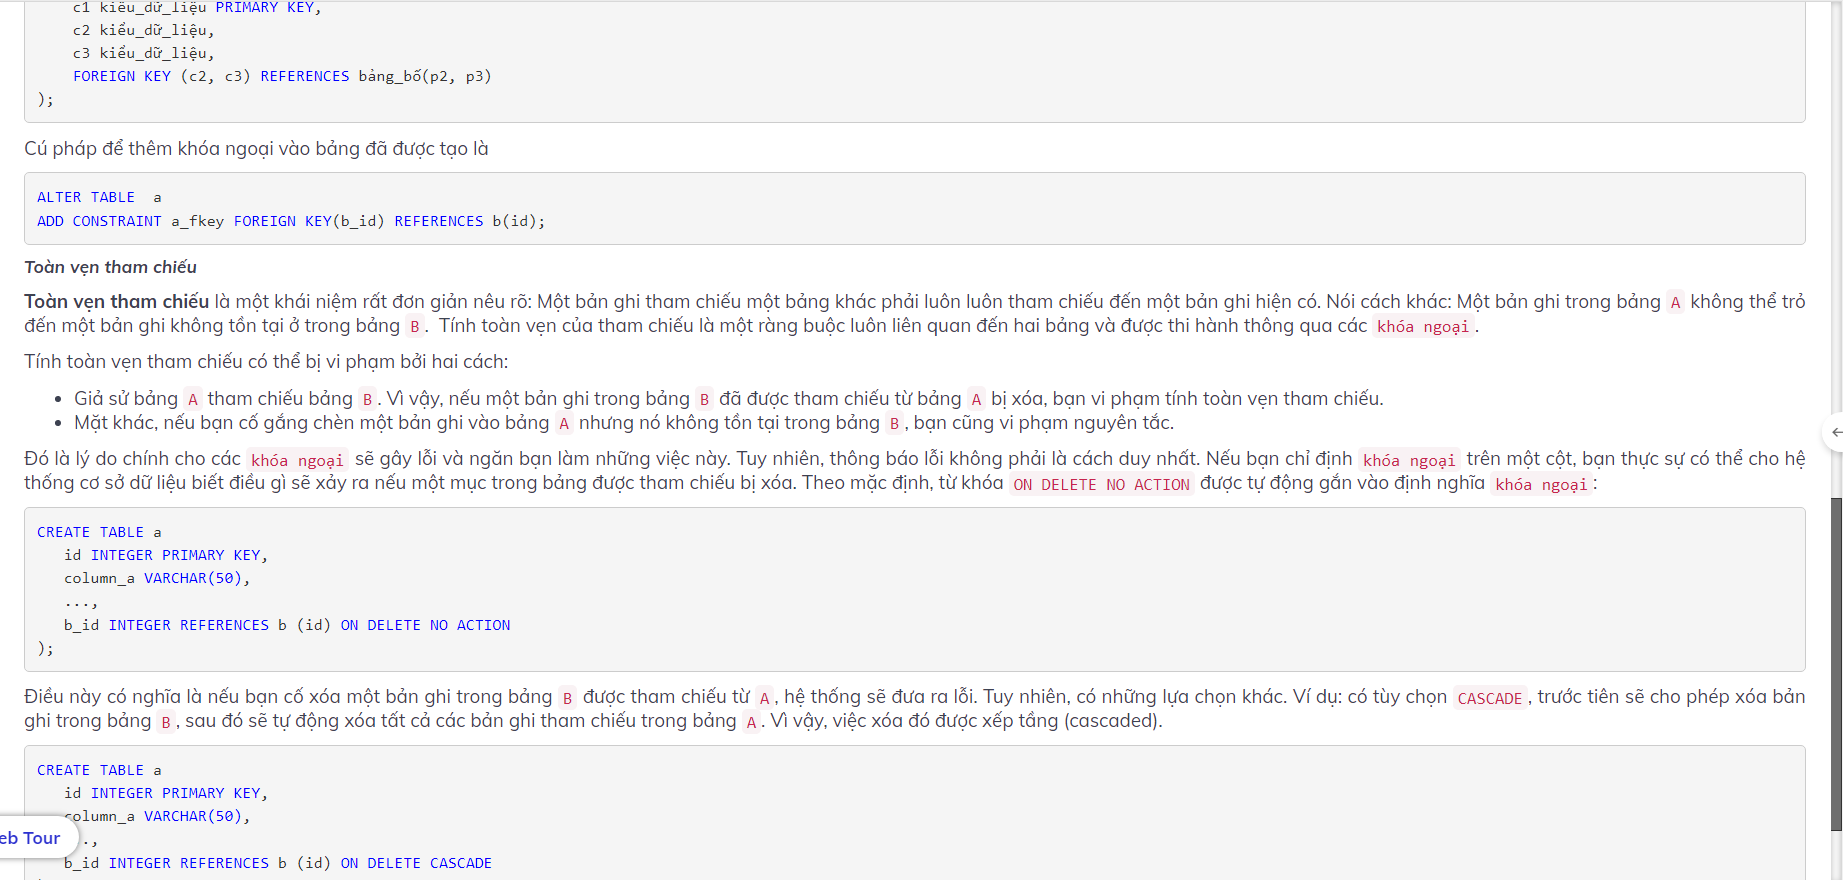 c1 kiểu_dữ_liệu PRIMARY KEY,
c2 kiểu_dữ_liệu,
c3 kiểu_dữ_liệu,
FOREIGN KEY (c2, c3) REFERENCES bảng_bố(p2, p3)
);
Cú pháp để thêm khóa ngoại vào bảng đã được tạo là
ALTER TABLE  a
ADD CONSTRAINT a_fkey FOREIGN KEY(b_id) REFERENCES b(id);
Toàn vẹn tham chiếu
Toàn vẹn tham chiếu là một khái niệm rất đơn giản nêu rõ: Một bản ghi tham chiếu một bảng khác phải luôn luôn tham chiếu đến một bản ghi hiện có. Nói cách khác: Một bản ghi trong bảng A không thể trỏ
đến một bản ghi không tồn tại ở trong bảng B. Tính toàn vẹn của tham chiếu là một ràng buộc luôn liên quan đến hai bảng và được thi hành thông qua các khóa ngoại.
Tính toàn vẹn tham chiếu có thể bị vi phạm bởi hai cách:
• Giả sử bảng A tham chiếu bảng B. Vì vậy, nếu một bản ghi trong bảng B đã được tham chiếu từ bảng A bị xóa, bạn vi phạm tính toàn vẹn tham chiếu.
• Mặt khác, nếu bạn cố gắng chèn một bản ghi vào bảng A nhưng nó không tồn tại trong bảng B, bạn cũng vi phạm nguyên tắc.
Đó là lý do chính cho các khóa ngoại sẽ gây lỗi và ngăn bạn làm những việc này. Tuy nhiên, thông báo lỗi không phải là cách duy nhất. Nếu bạn chỉ định khóa ngoại trên một cột, bạn thực sự có thể cho hệ
thống cơ sở dữ liệu biết điều gì sẽ xảy ra nếu một mục trong bảng được tham chiếu bị xóa. Theo mặc định, từ khóa ON DELETE NO ACTION được tự động gắn vào định nghĩa khóa ngoại:
CREATE TABLE a
id INTEGER PRIMARY KEY,
column_a VARCHAR(50),
...,
b_id INTEGER REFERENCES b (id) ON DELETE NO ACTION
);
Điều này có nghĩa là nếu bạn cố xóa một bản ghi trong bảng B được tham chiếu từ A, hệ thống sẽ đưa ra lỗi. Tuy nhiên, có những lựa chọn khác. Ví dụ: có tùy chọn CASCADE, trước tiên sẽ cho phép xóa bản
ghi trong bảng B, sau đó sẽ tự động xóa tất cả các bản ghi tham chiếu trong bảng A. Vì vậy, việc xóa đó được xếp tầng (cascaded).
CREATE TABLE a
id INTEGER PRIMARY KEY,
column_a VARCHAR(50),
eb Tour
.,
b_id INTEGER REFERENCES b (id) ON DELETE CASCADE